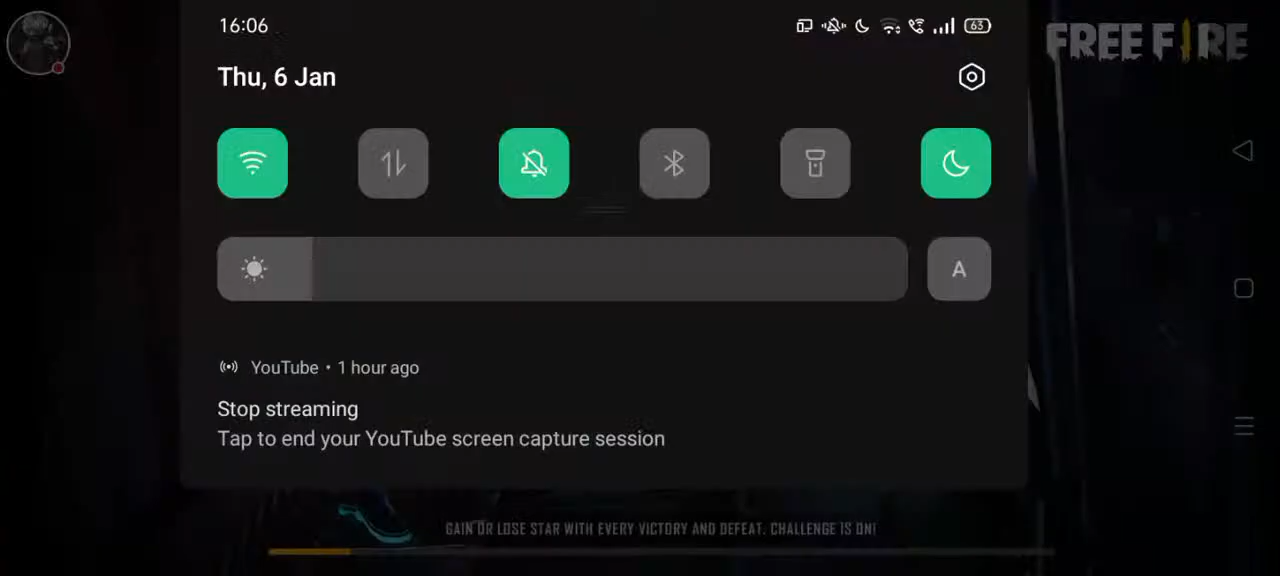 16:06
63
FREE FIRE
Thu, 6 Jan
A
YouTube • 1 hour ago
Stop streaming
Tap to end your YouTube screen capture session
GAIN OR LOSE STAR WITH EVERY VICTORY AND DEFEAT. CHALLENGE IS ON!